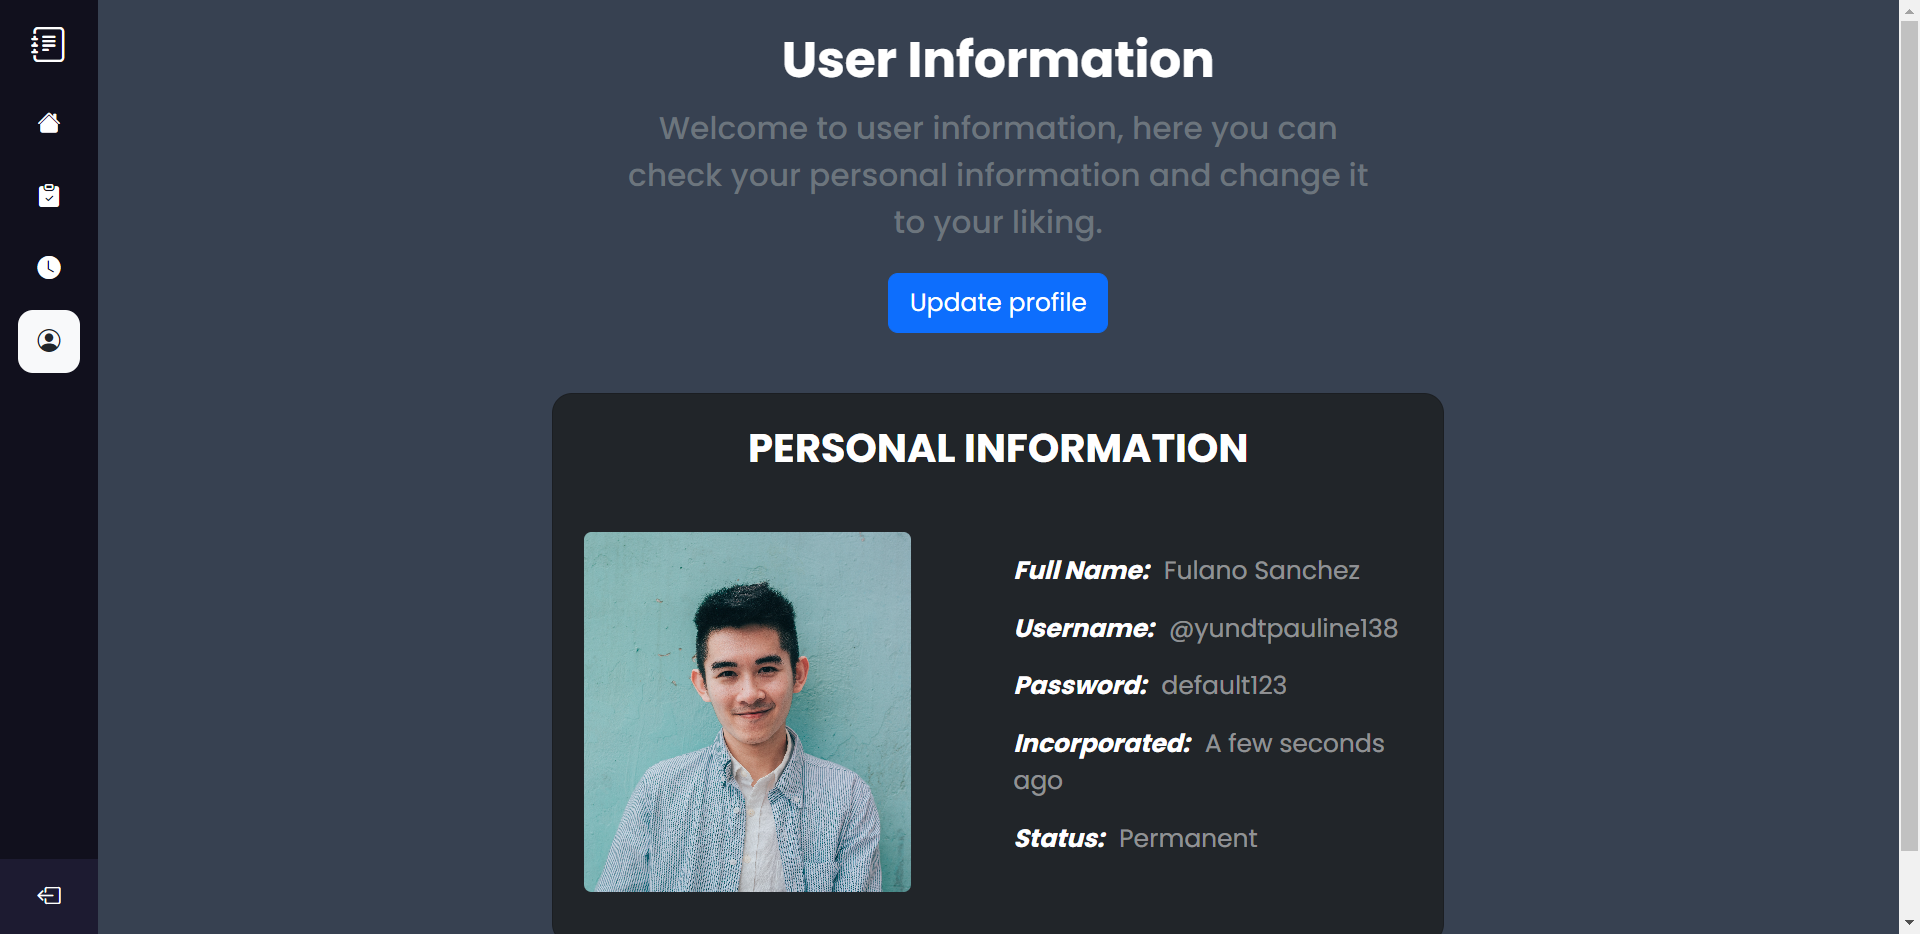 User Information
Welcome to user information, here you can
check your personal information and change it
to your liking.
Update profile
PERSONAL INFORMATION
Full Name: Fulano Sanchez
Username: @yundtpauline138
Password: default123
Incorporated: A few seconds
ago
Status: Permanent